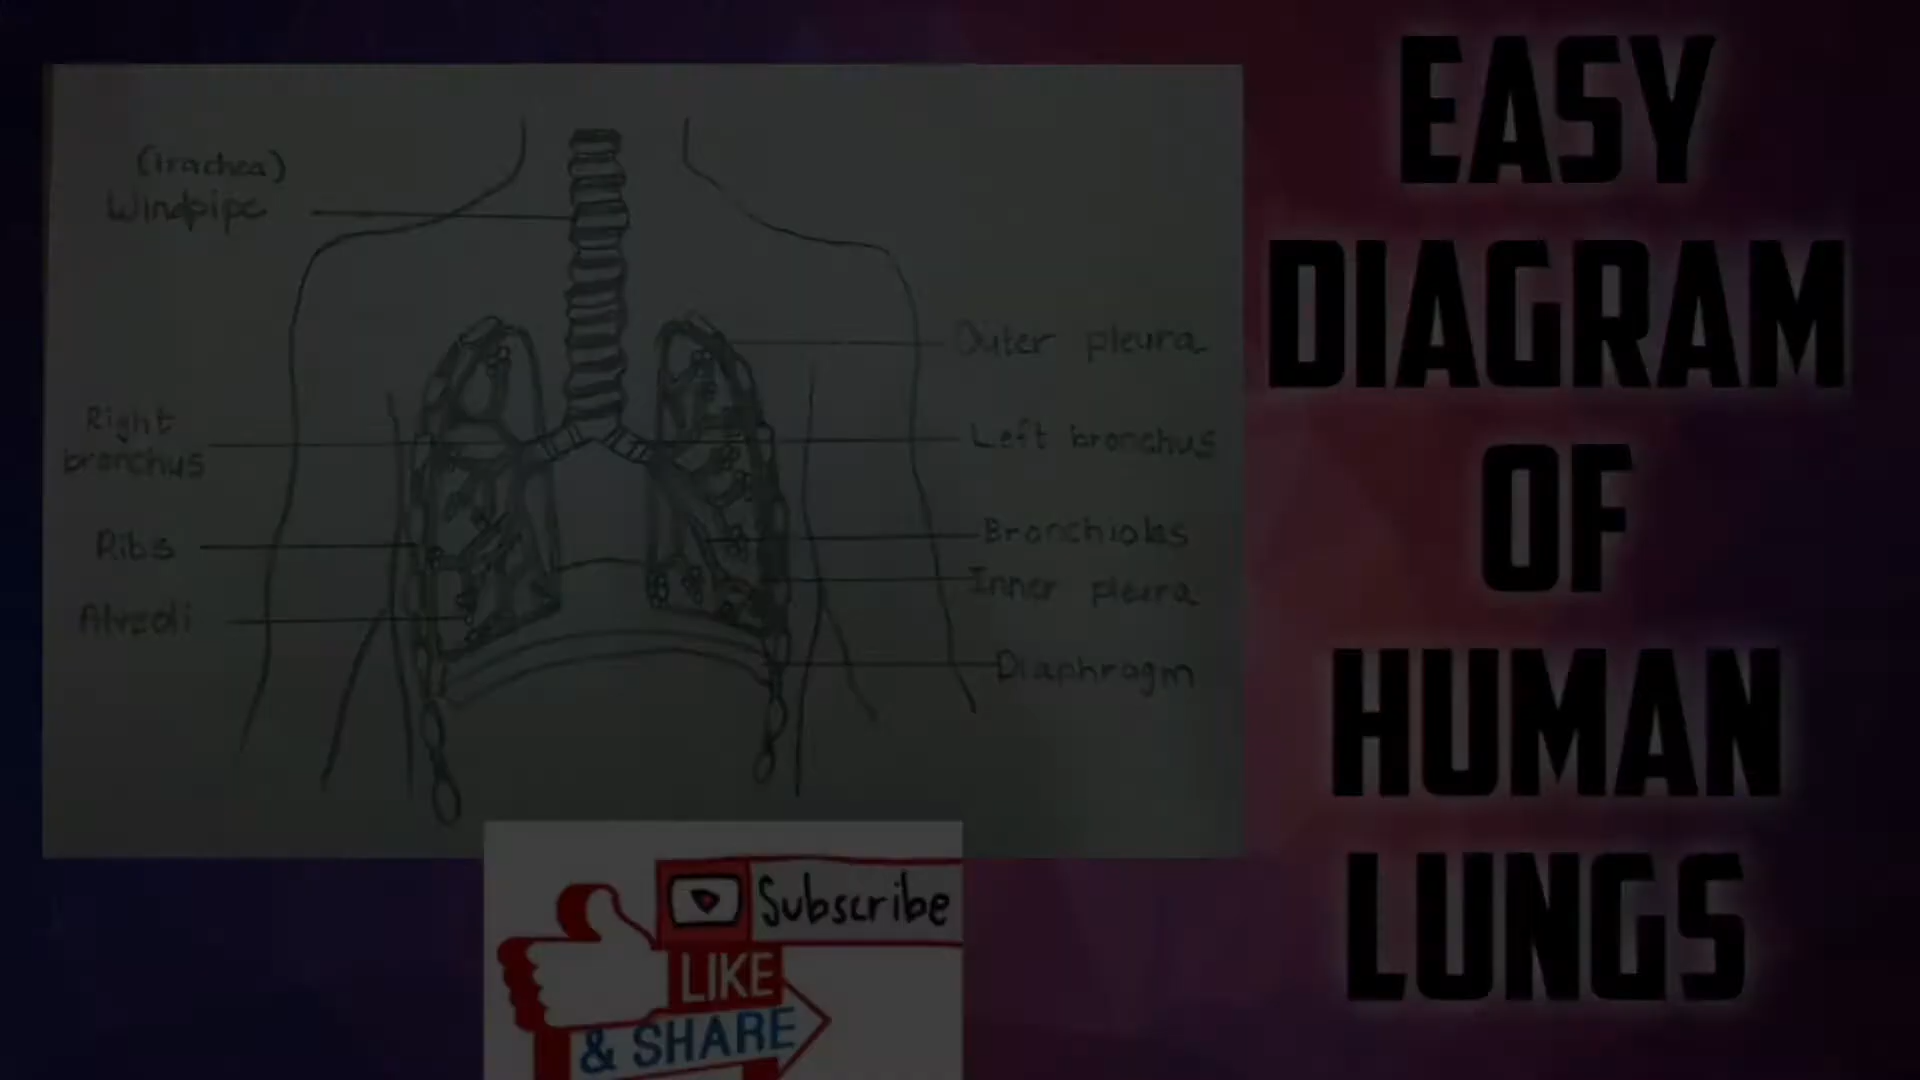 (trachea)
Windpipe
Right
bronchus
Ribs
Alveoli
Outer pleura
Left bronchus
Bronchioles
Inner pleura
Diaphragm
EASY
DIAGRAM
OF
HUMAN
LUNGS
Subscribe
LIKE
& SHARE